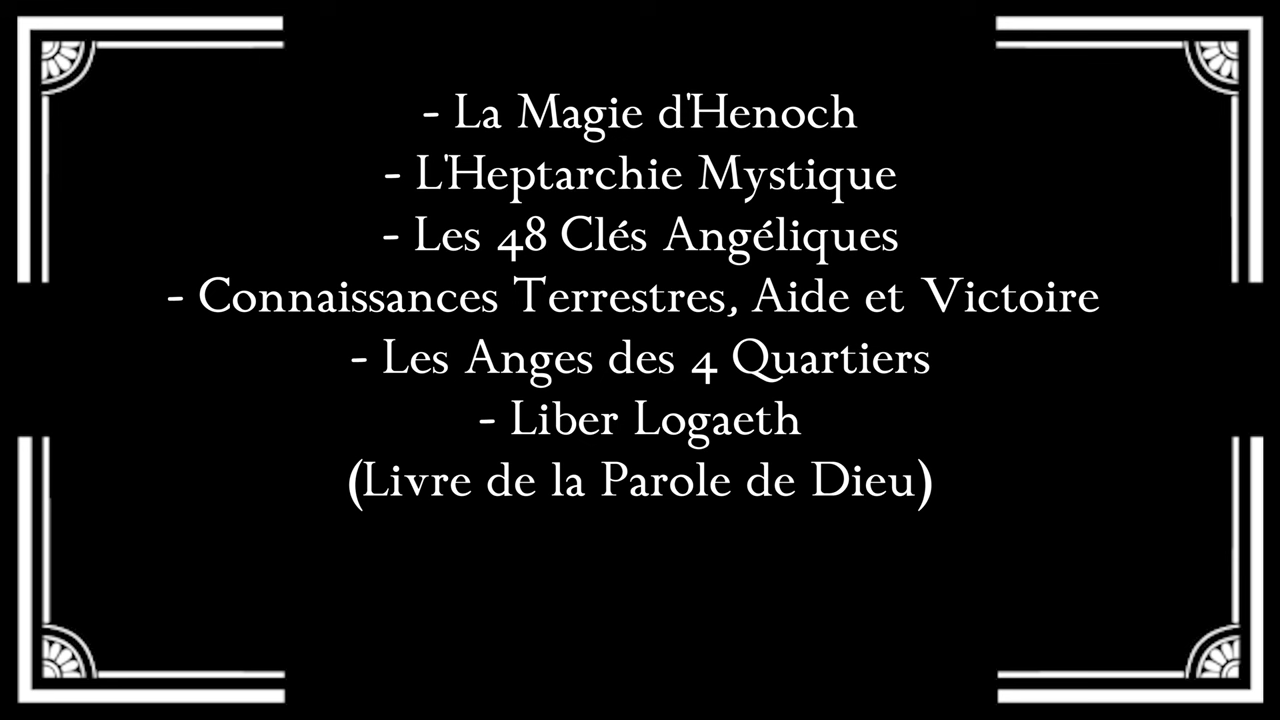 - La Magie d'Henoch
- L'Heptarchie Mystique
- Les 48 Clés Angéliques
- Connaissances Terrestres, Aide et Victoire
- Les Anges des 4 Quartiers
- Liber Logaeth
(Livre de la Parole de Dieu)